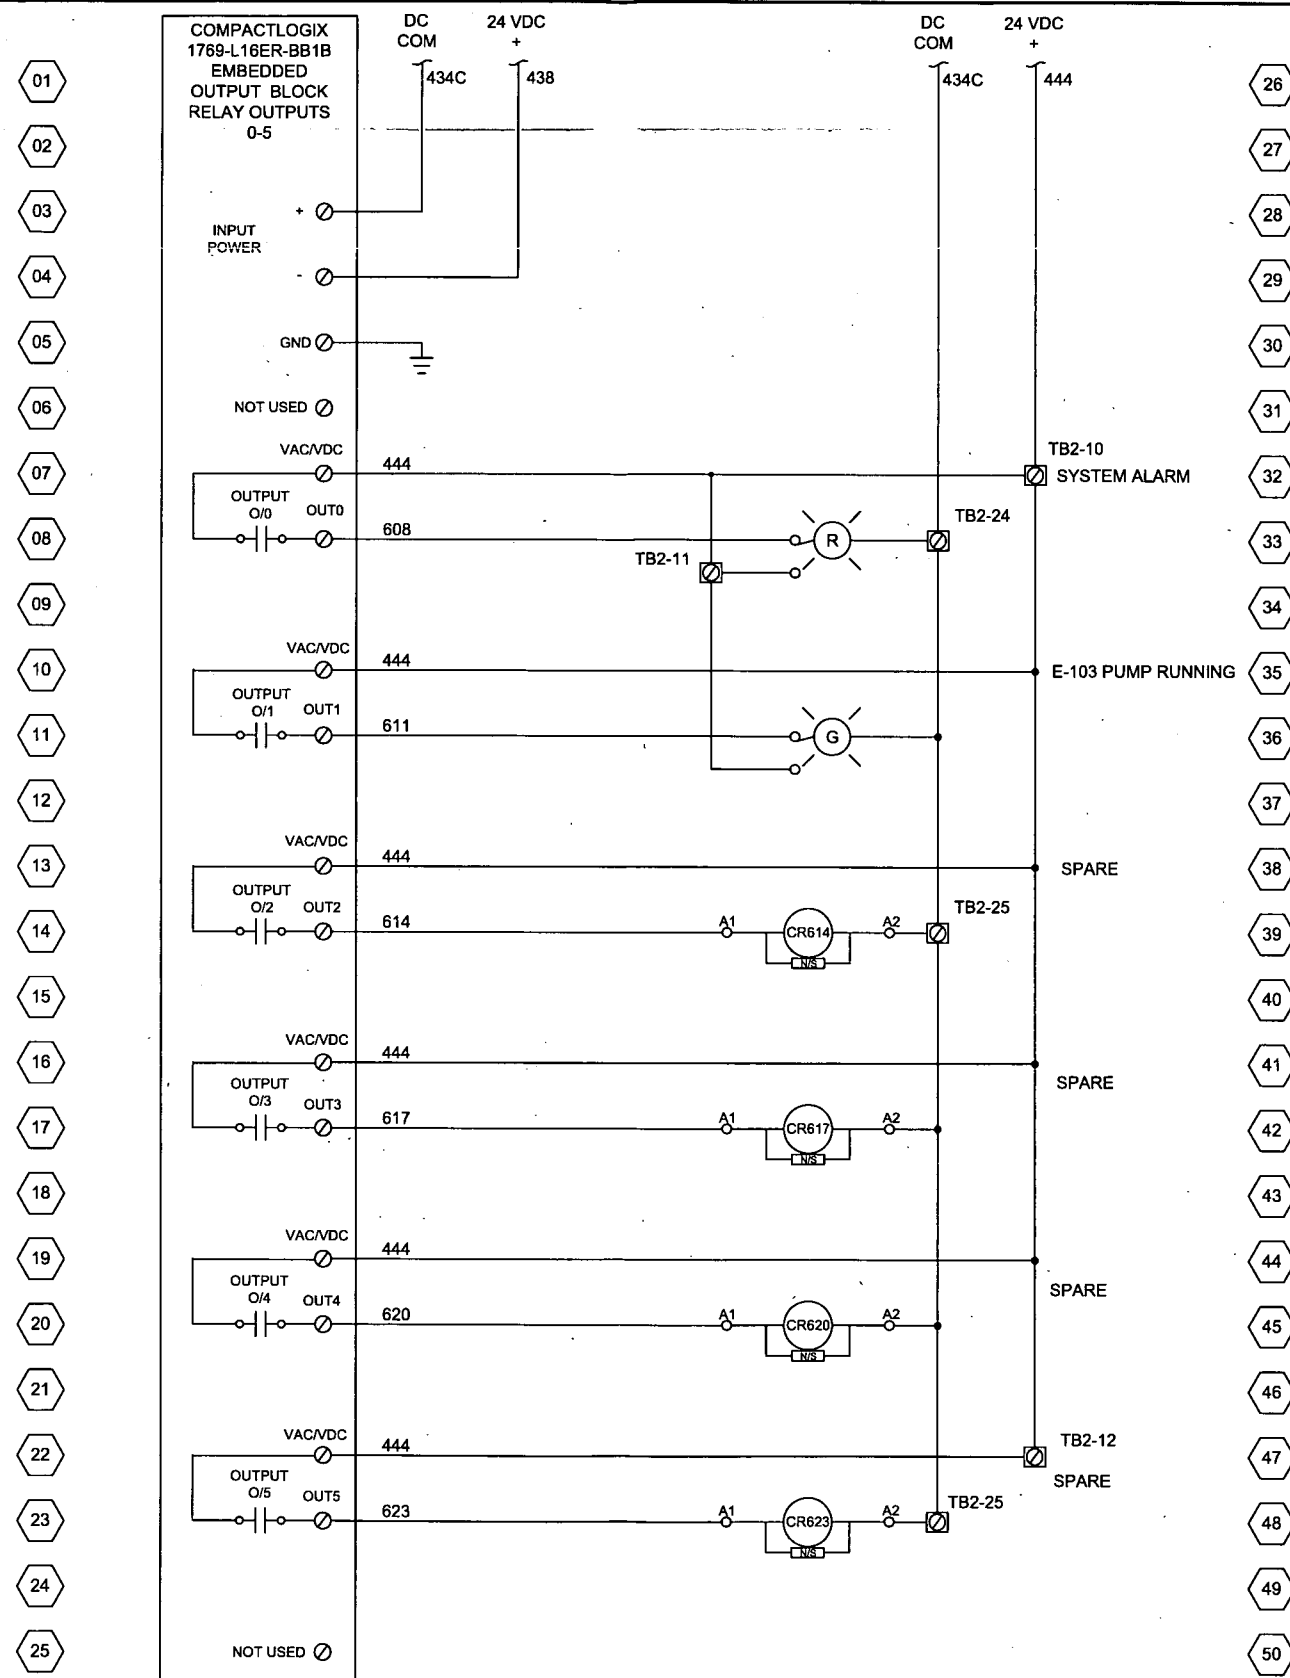 COMPACTLOGIX
1769-L16ER-BB1B
EMBEDDED
OUTPUT BLOCK
RELAY OUTPUTS
0-5
DC
COM
24 VDC
+
DC
COM
24 VDC
+
01
434C
438
434C
444
26
02
27
03
+
28
INPUT
POWER
04
-
29
05
GND
30
06
NOT USED
31
VAC/VDC
TB2-10
07
444
SYSTEM ALARM
32
OUTPUT
O/0
OUT0
TB2-24
08
608
R
33
TB2-11
09
34
VAC/VDC
10
444
E-103 PUMP RUNNING
35
OUTPUT
O/1
OUT1
11
611
G
36
12
37
VAC/VDC
13
444
SPARE
38
OUTPUT
O/2
OUT2
TB2-25
14
614
A1
CR614
A2
39
N/S
15
40
VAC/VDC
16
444
41
SPARE
OUTPUT
O/3
OUT3
17
617
A1
CR617
A2
42
N/S
18
43
VAC/VDC
19
444
44
SPARE
OUTPUT
O/4
OUT4
20
620
A1
CR620
A2
45
N/S
21
46
VAC/VDC
TB2-12
22
444
47
SPARE
OUTPUT
O/5
OUT5
TB2-25
23
623
A1
CR623
A2
48
N/S
24
49
25
NOT USED
50